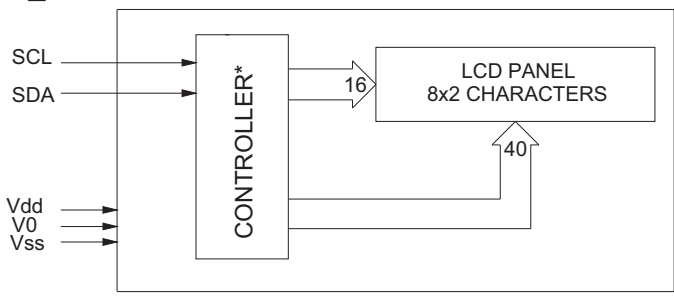 SCL
SDA
Vdd
V0
Vss
CONTROLLER*
16
LCD PANEL
8x2 CHARACTERS
40